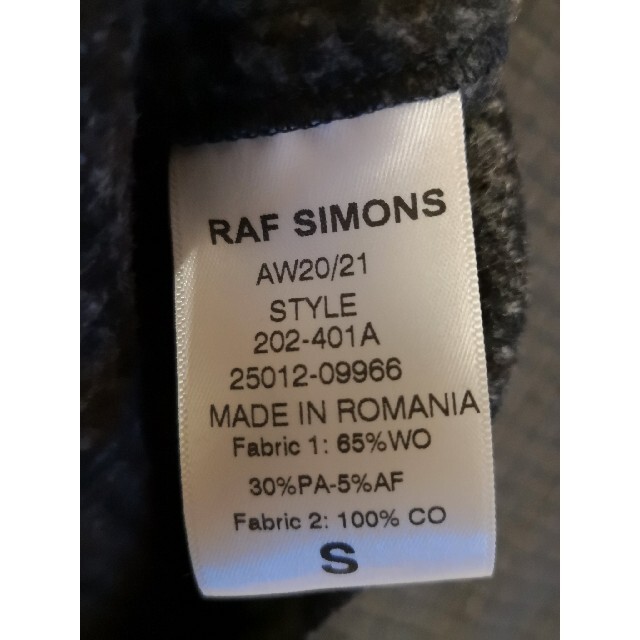 RAF SIMONS
AW20/21
STYLE
202-401A
25012-09966
MADE IN ROMANIA
Fabric 1: 65%WO
30%PA-5%AF
Fabric 2: 100% CO
S